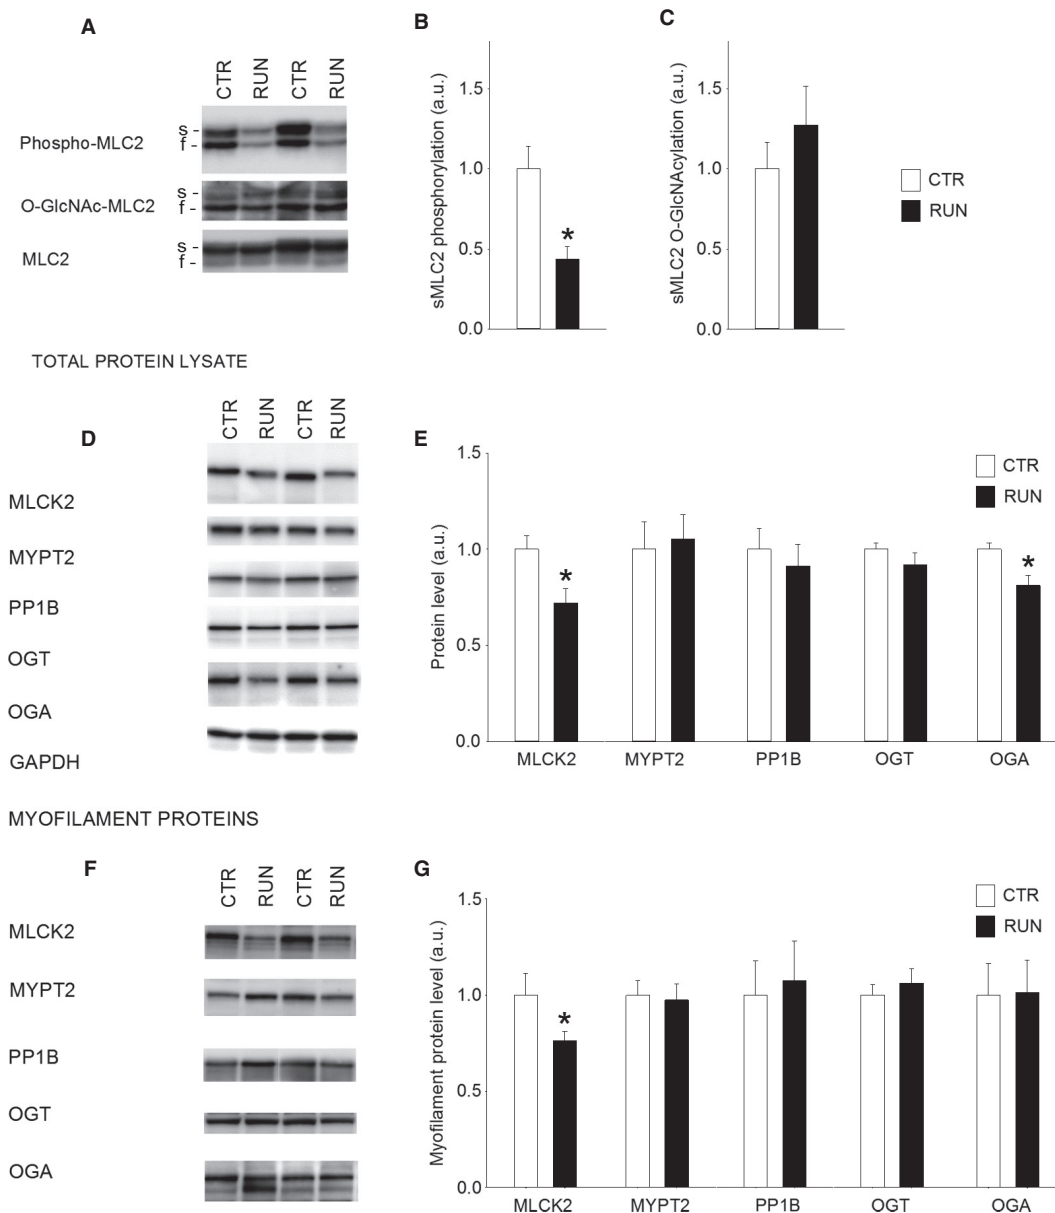 A
CTR RUN CTR RUN
Phospho-MLC2
s -
f -
O-GlcNAc-MLC2
s -
f -
MLC2
s -
f -
B
sMLC2 phosphorylation (a.u.)
1.5
1.0
0.5
0.0
*
C
sMLC2 O-GlcNAcylation (a.u.)
1.5
1.0
0.5
0.0
CTR
RUN
TOTAL PROTEIN LYSATE
D
CTR RUN CTR RUN
MLCK2
MYPT2
PP1B
OGT
OGA
GAPDH
E
Protein level (a.u.)
1.5
1.0
0.5
0.0
*
*
CTR
RUN
MLCK2 MYPT2 PP1B OGT OGA
MYOFILAMENT PROTEINS
F
CTR RUN CTR RUN
MLCK2
MYPT2
PP1B
OGT
OGA
G
Myofilament protein level (a.u.)
1.5
1.0
0.5
0.0
*
CTR
RUN
MLCK2 MYPT2 PP1B OGT OGA